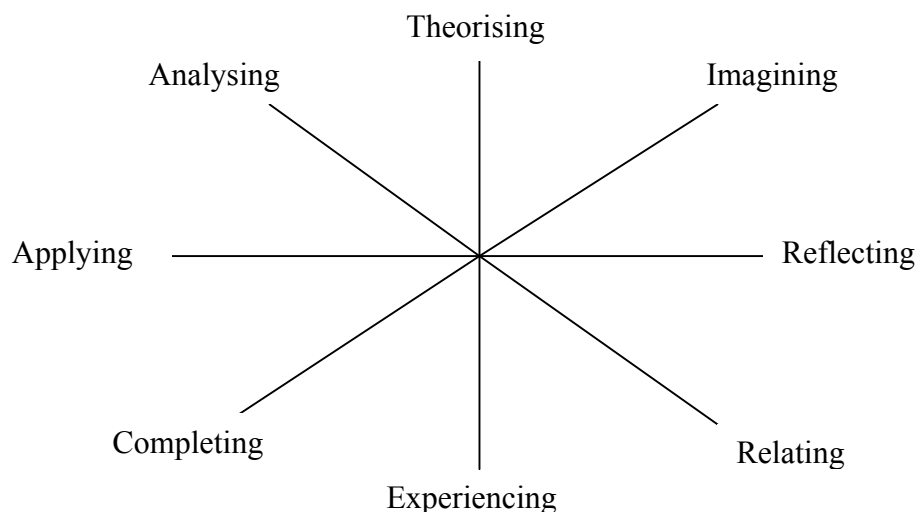 Theorising
Analysing
Imagining
Applying
Reflecting
Completing
Relating
Experiencing